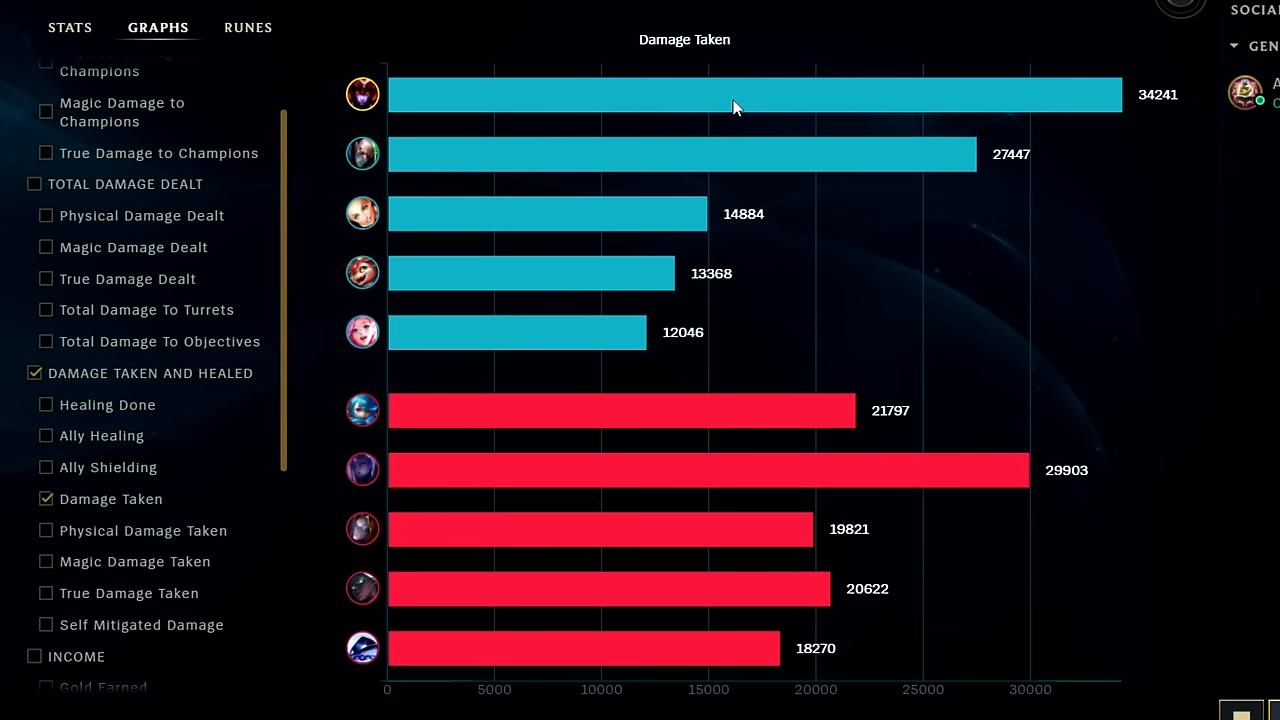 STATS GRAPHS RUNES
SOCIAL
GEN
Damage Taken
Champions
Magic Damage to
Champions
True Damage to Champions
TOTAL DAMAGE DEALT
Physical Damage Dealt
Magic Damage Dealt
True Damage Dealt
Total Damage To Turrets
Total Damage To Objectives
DAMAGE TAKEN AND HEALED
Healing Done
Ally Healing
Ally Shielding
Damage Taken
Physical Damage Taken
Magic Damage Taken
True Damage Taken
Self Mitigated Damage
INCOME
Gold Earned
34241
27447
14884
13368
12046
21797
29903
19821
20622
18270
0 5000 10000 15000 20000 25000 30000